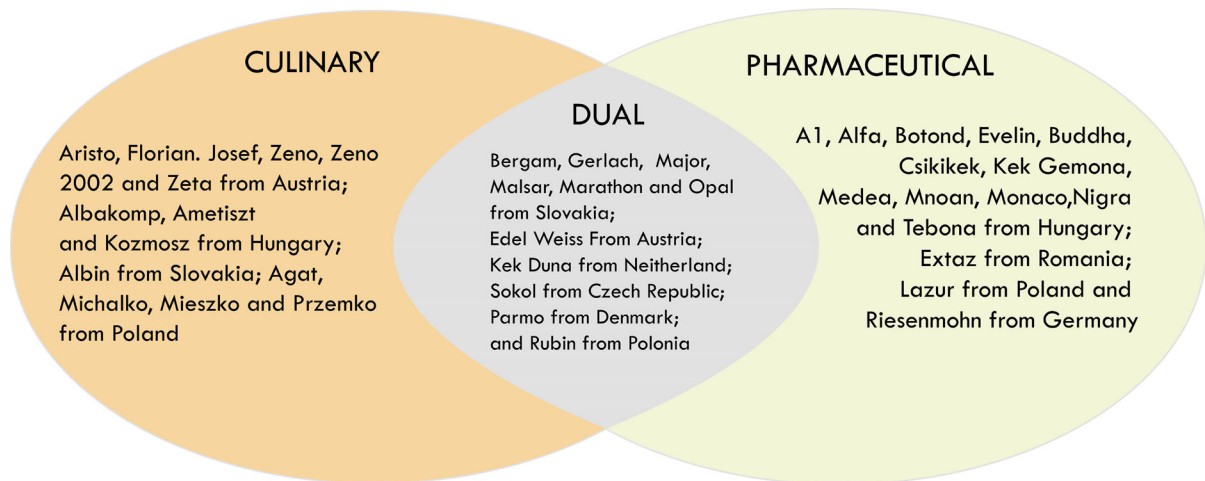 CULINARY
Aristo, Florian. Josef, Zeno, Zeno
2002 and Zeta from Austria;
Albakomp, Ametiszt
and Kozmosz from Hungary;
Albin from Slovakia; Agat,
Michalko, Mieszko and Przemko
from Poland
DUAL
Bergam, Gerlach, Major,
Malsar, Marathon and Opal
from Slovakia;
Edel Weiss From Austria;
Kek Duna from Neitherland;
Sokol from Czech Republic;
Parmo from Denmark;
and Rubin from Polonia
PHARMACEUTICAL
A1, Alfa, Botond, Evelin, Buddha,
Csikikek, Kek Gemona,
Medea, Mnoan, Monaco,Nigra
and Tebona from Hungary;
Extaz from Romania;
Lazur from Poland and
Riesenmohn from Germany